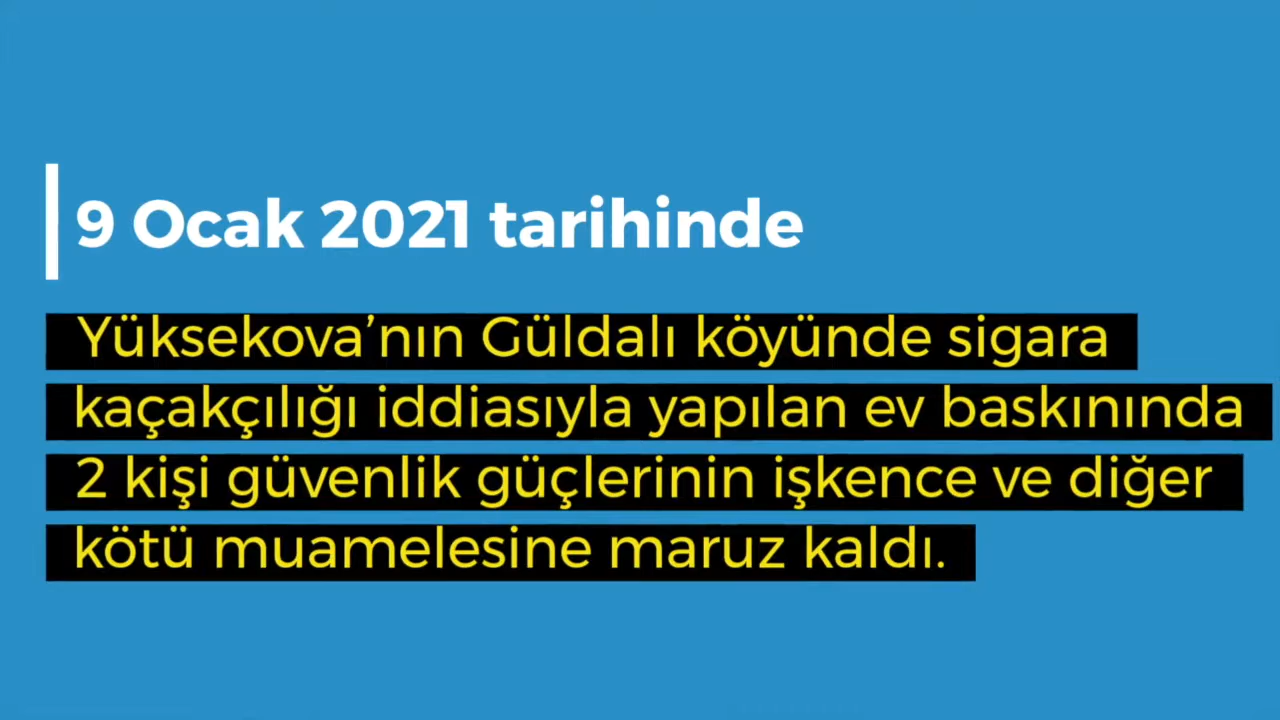 9 Ocak 2021 tarihinde
Yüksekova’nın Güldalı köyünde sigara
kaçakçılığı iddiasıyla yapılan ev baskınında
2 kişi güvenlik güçlerinin işkence ve diğer
kötü muamelesine maruz kaldı.